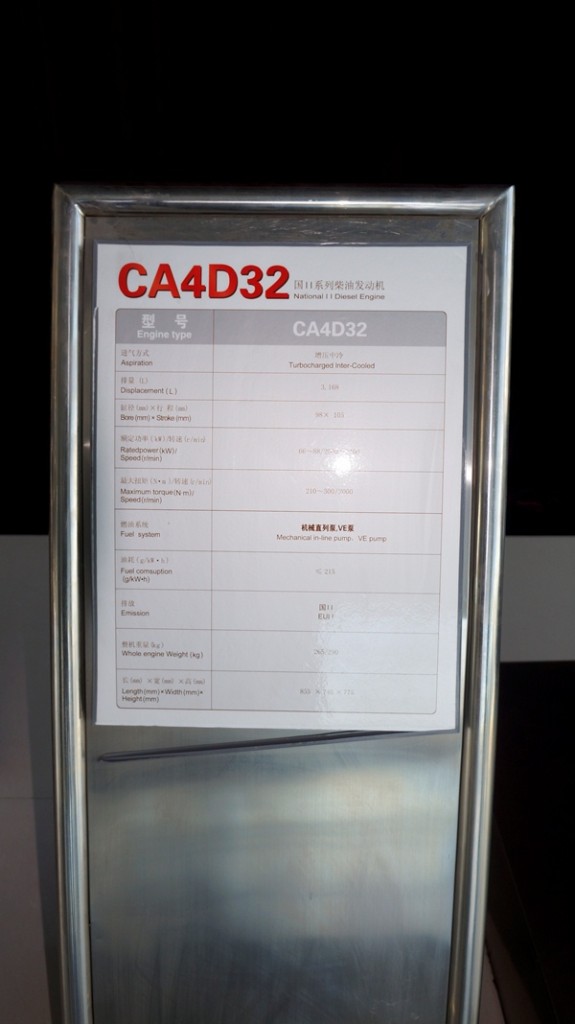 CA4D32 国II系列柴油发动机
National II Diesel Engine
型 号
Engine type
CA4D32
进气方式
Aspiration
增压中冷
Turbocharged Inter-Cooled
排量 (L)
Displacement (L)
3.168
缸径(mm)×行程(mm)
Bore(mm)×Stroke(mm)
98× 105
额定功率(kW)/转速(r/min)
Ratedpower(kW)/
Speed(r/min)
最大扭矩(N·m)/转速(r/min)
Maximum torque(N·m)/
Speed(r/min)
燃油系统
Fuel system
机械直列泵,VE泵
Mechanical in-line pump、VE pump
油耗(g/kW·h)
Fuel comsuption
(g/kW•h)
≤ 215
排放
Emission
国II
EUII
整机重量(kg)
Whole engine Weight (kg)
长(mm) ×宽(mm) ×高(mm)
Length(mm)×Width(mm)×
Height(mm)